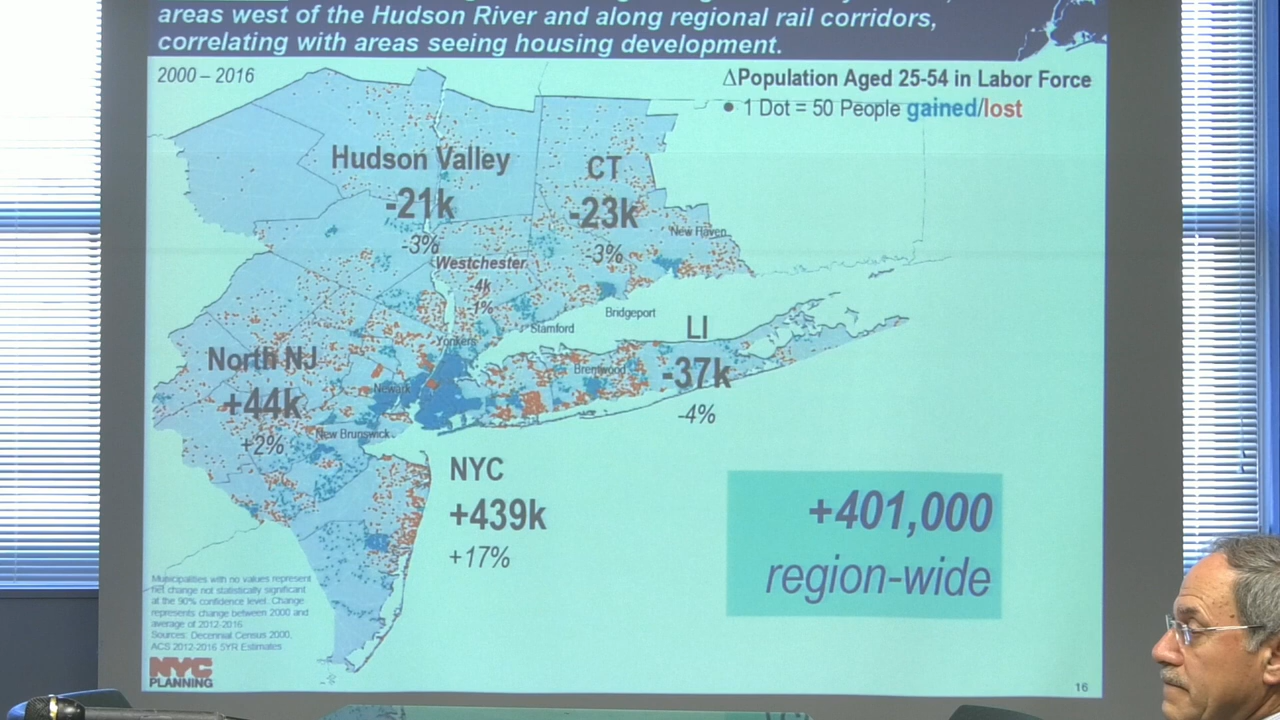 areas west of the Hudson River and along regional rail corridors,
correlating with areas seeing housing development.
2000 – 2016
ΔPopulation Aged 25-54 in Labor Force
• 1 Dot = 50 People gained/lost
Hudson Valley
-21k
-3%
CT
-23k
-3%
New Haven
Westchester
4k
1%
Bridgeport
Stamford
Yonkers
LI
-37k
-4%
Brentwood
North NJ
+44k
+2%
Newark
New Brunswick
NYC
+439k
+17%
+401,000
region-wide
Municipalities with no values represent
net change not statistically significant
at the 90% confidence level. Change
represents change between 2000 and
average of 2012-2016
Sources: Decennial Census 2000,
ACS 2012-2016 5YR Estimates
NYC
PLANNING
16